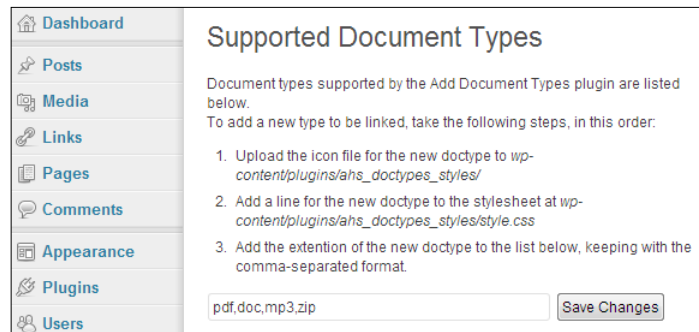 Dashboard
Posts
Media
Links
Pages
Comments
Appearance
Plugins
Users
Supported Document Types
Document types supported by the Add Document Types plugin are listed
below.
To add a new type to be linked, take the following steps, in this order:
1. Upload the icon file for the new doctype to wp-
content/plugins/ahs_doctypes_styles/
2. Add a line for the new doctype to the stylesheet at wp-
content/plugins/ahs_doctypes_styles/style.css
3. Add the extention of the new doctype to the list below, keeping with the
comma-separated format.
pdf,doc,mp3,zip
Save Changes